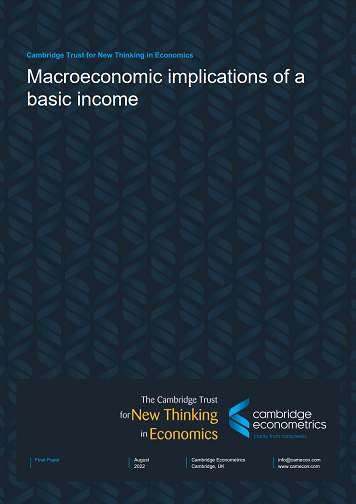 Cambridge Trust for New Thinking in Economics
Macroeconomic implications of a
basic income
The Cambridge Trust
for New Thinking
in Economics
cambridge
econometrics
clarity from complexity
Final Paper
August
2022
Cambridge Econometrics
Cambridge, UK
info@camecon.com
www.camecon.com